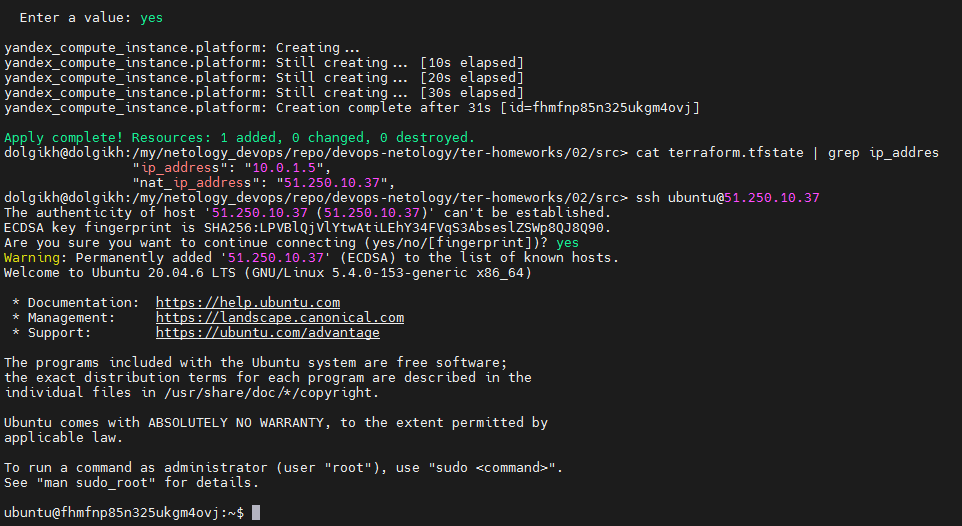 Enter a value: yes
yandex_compute_instance.platform: Creating...
yandex_compute_instance.platform: Still creating... [10s elapsed]
yandex_compute_instance.platform: Still creating... [20s elapsed]
yandex_compute_instance.platform: Still creating... [30s elapsed]
yandex_compute_instance.platform: Creation complete after 31s [id=fhmfnp85n325ukgm4ovj]
Apply complete! Resources: 1 added, 0 changed, 0 destroyed.
dolgikh@dolgikh:/my/netology_devops/repo/devops-netology/ter-homeworks/02/src> cat terraform.tfstate | grep ip_addres
"ip_address": "10.0.1.5",
"nat_ip_address": "51.250.10.37",
dolgikh@dolgikh:/my/netology_devops/repo/devops-netology/ter-homeworks/02/src> ssh ubuntu@51.250.10.37
The authenticity of host '51.250.10.37 (51.250.10.37)' can't be established.
ECDSA key fingerprint is SHA256:LPVBlQjVlYtwAtiLEhY34FVqS3AbseslZSWp8QJ8Q90.
Are you sure you want to continue connecting (yes/no/[fingerprint])? yes
Warning: Permanently added '51.250.10.37' (ECDSA) to the list of known hosts.
Welcome to Ubuntu 20.04.6 LTS (GNU/Linux 5.4.0-153-generic x86_64)
* Documentation: https://help.ubuntu.com
* Management: https://landscape.canonical.com
* Support: https://ubuntu.com/advantage
The programs included with the Ubuntu system are free software;
the exact distribution terms for each program are described in the
individual files in /usr/share/doc/*/copyright.
Ubuntu comes with ABSOLUTELY NO WARRANTY, to the extent permitted by
applicable law.
To run a command as administrator (user "root"), use "sudo <command>".
See "man sudo_root" for details.
ubuntu@fhmfnp85n325ukgm4ovj:~$